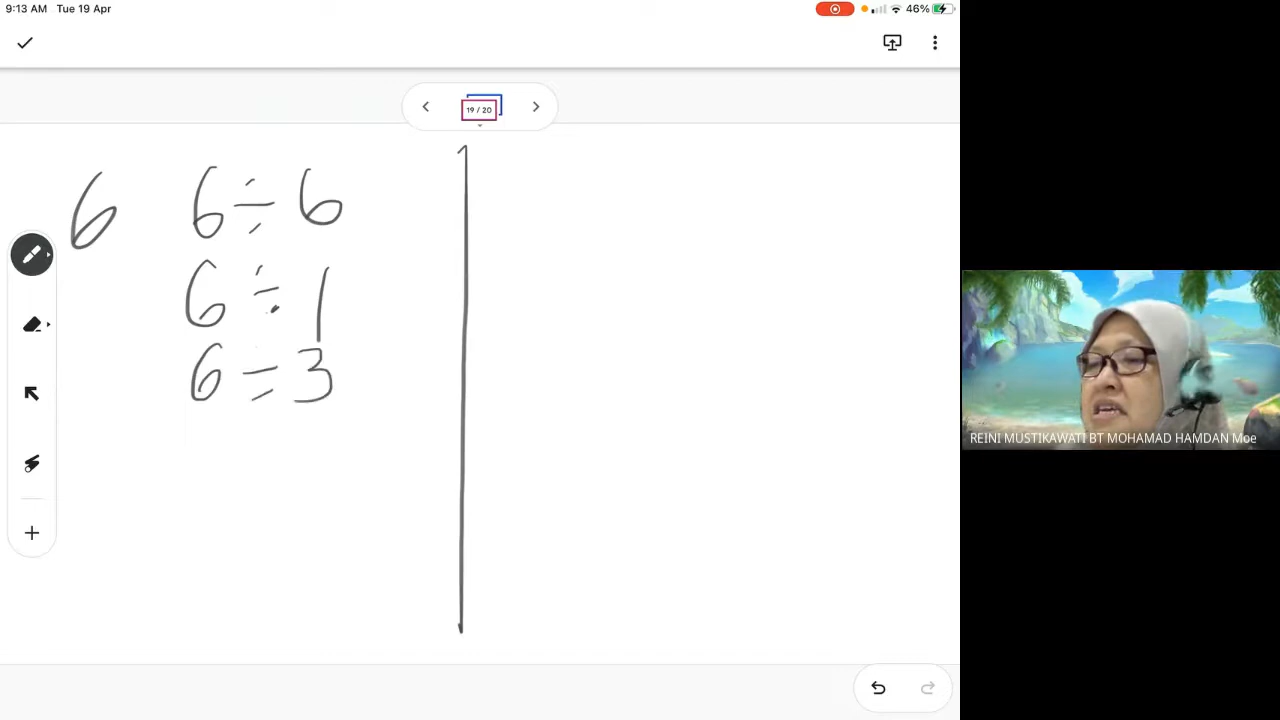 9:13 AM Tue 19 Apr 46%
19 / 20
6 6 ÷ 6
6 ÷ 1
6 ÷ 3
REINI MUSTIKAWATI BT MOHAMAD HAMDAN Moe